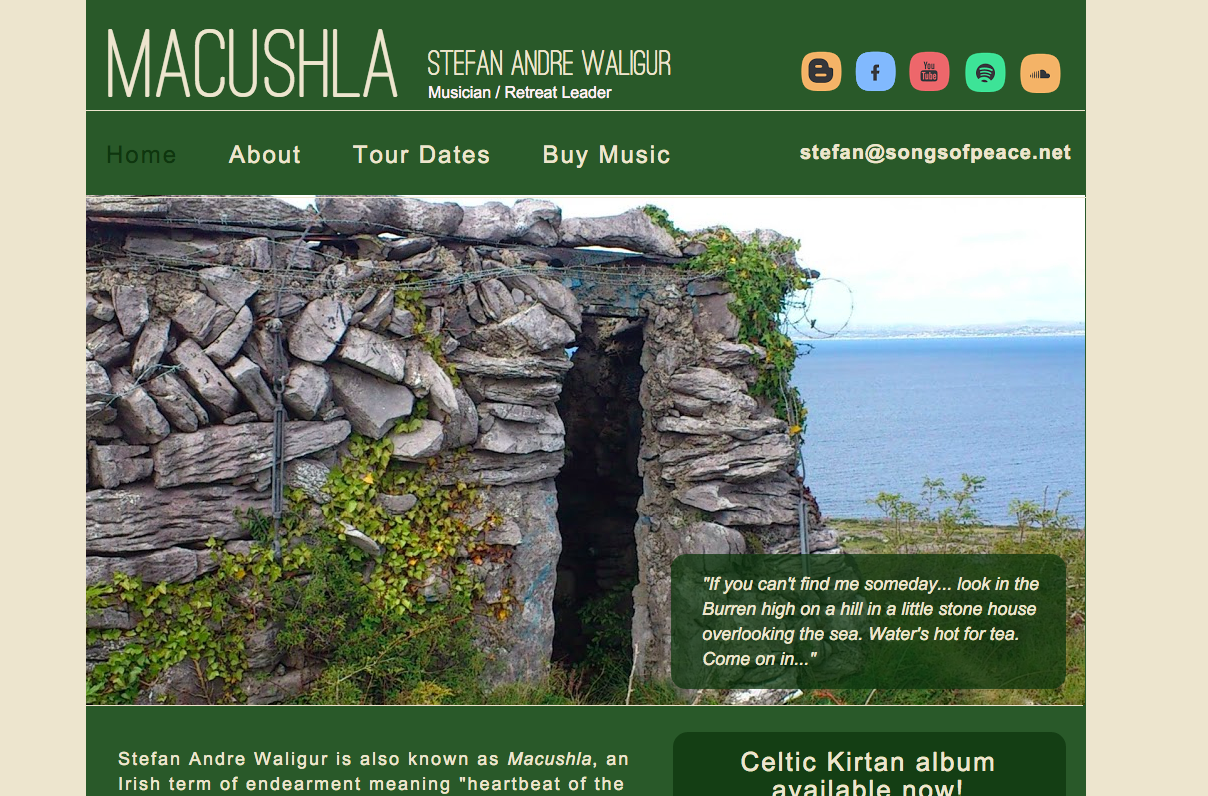 MACUSHLA
STEFAN ANDRE WALIGUR
Musician / Retreat Leader
You
Tube
Home About Tour Dates Buy Music
stefan@songsofpeace.net
"If you can't find me someday... look in the
Burren high on a hill in a little stone house
overlooking the sea. Water's hot for tea.
Come on in..."
Stefan Andre Waligur is also known as Macushla, an
Irish term of endearment meaning "heartbeat of the
Celtic Kirtan album
available now!